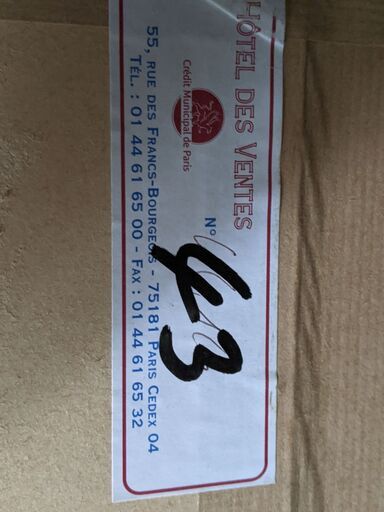 HÔTEL DES VENTES
Crédit Municipal de Paris
N°
43
55, RUE DES FRANCS-BOURGEOIS - 75181 PARIS CEDEX 04
TÉL. : 01 44 61 65 00 - FAX : 01 44 61 65 32